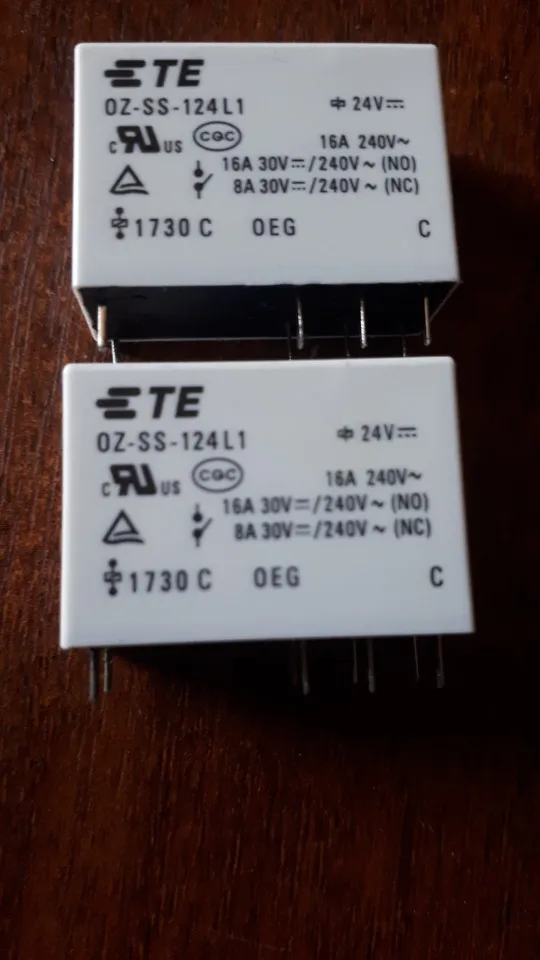 TE
OZ-SS-124L1
24V⎓
c RU US CQC 16A 240V~
16A 30V⎓/240V~ (NO)
8A 30V⎓/240V~ (NC)
1730 C OEG C
TE
OZ-SS-124L1
24V⎓
c RU US CQC 16A 240V~
16A 30V⎓/240V~ (NO)
8A 30V⎓/240V~ (NC)
1730 C OEG C